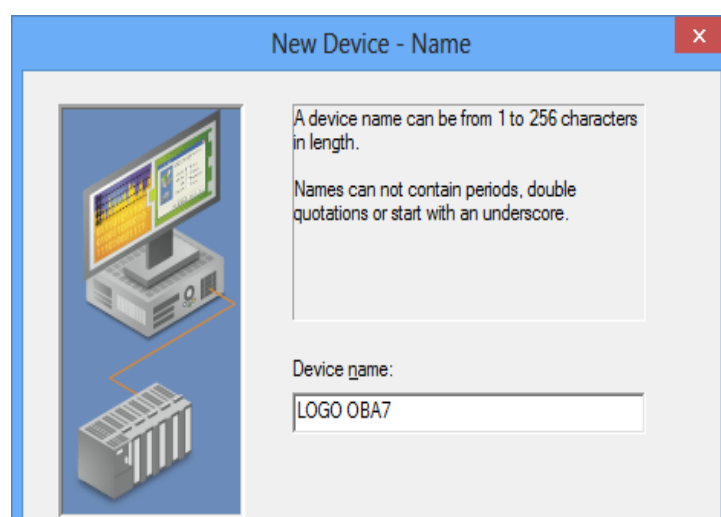 New Device - Name
x
A device name can be from 1 to 256 characters
in length.
Names can not contain periods, double
quotations or start with an underscore.
Device name:
LOGO OBA7